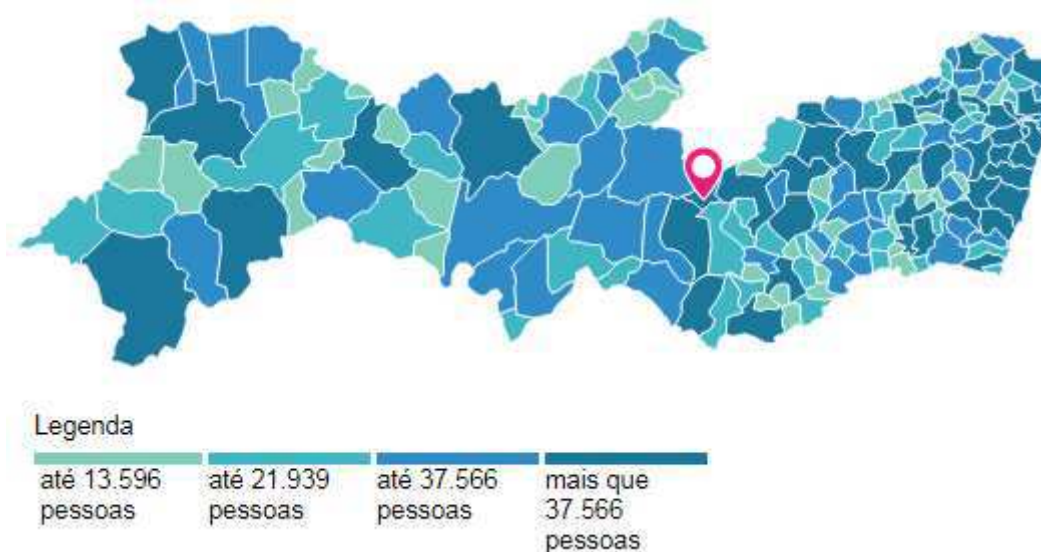 Legenda
até 13.596 pessoas
até 21.939 pessoas
até 37.566 pessoas
mais que 37.566 pessoas